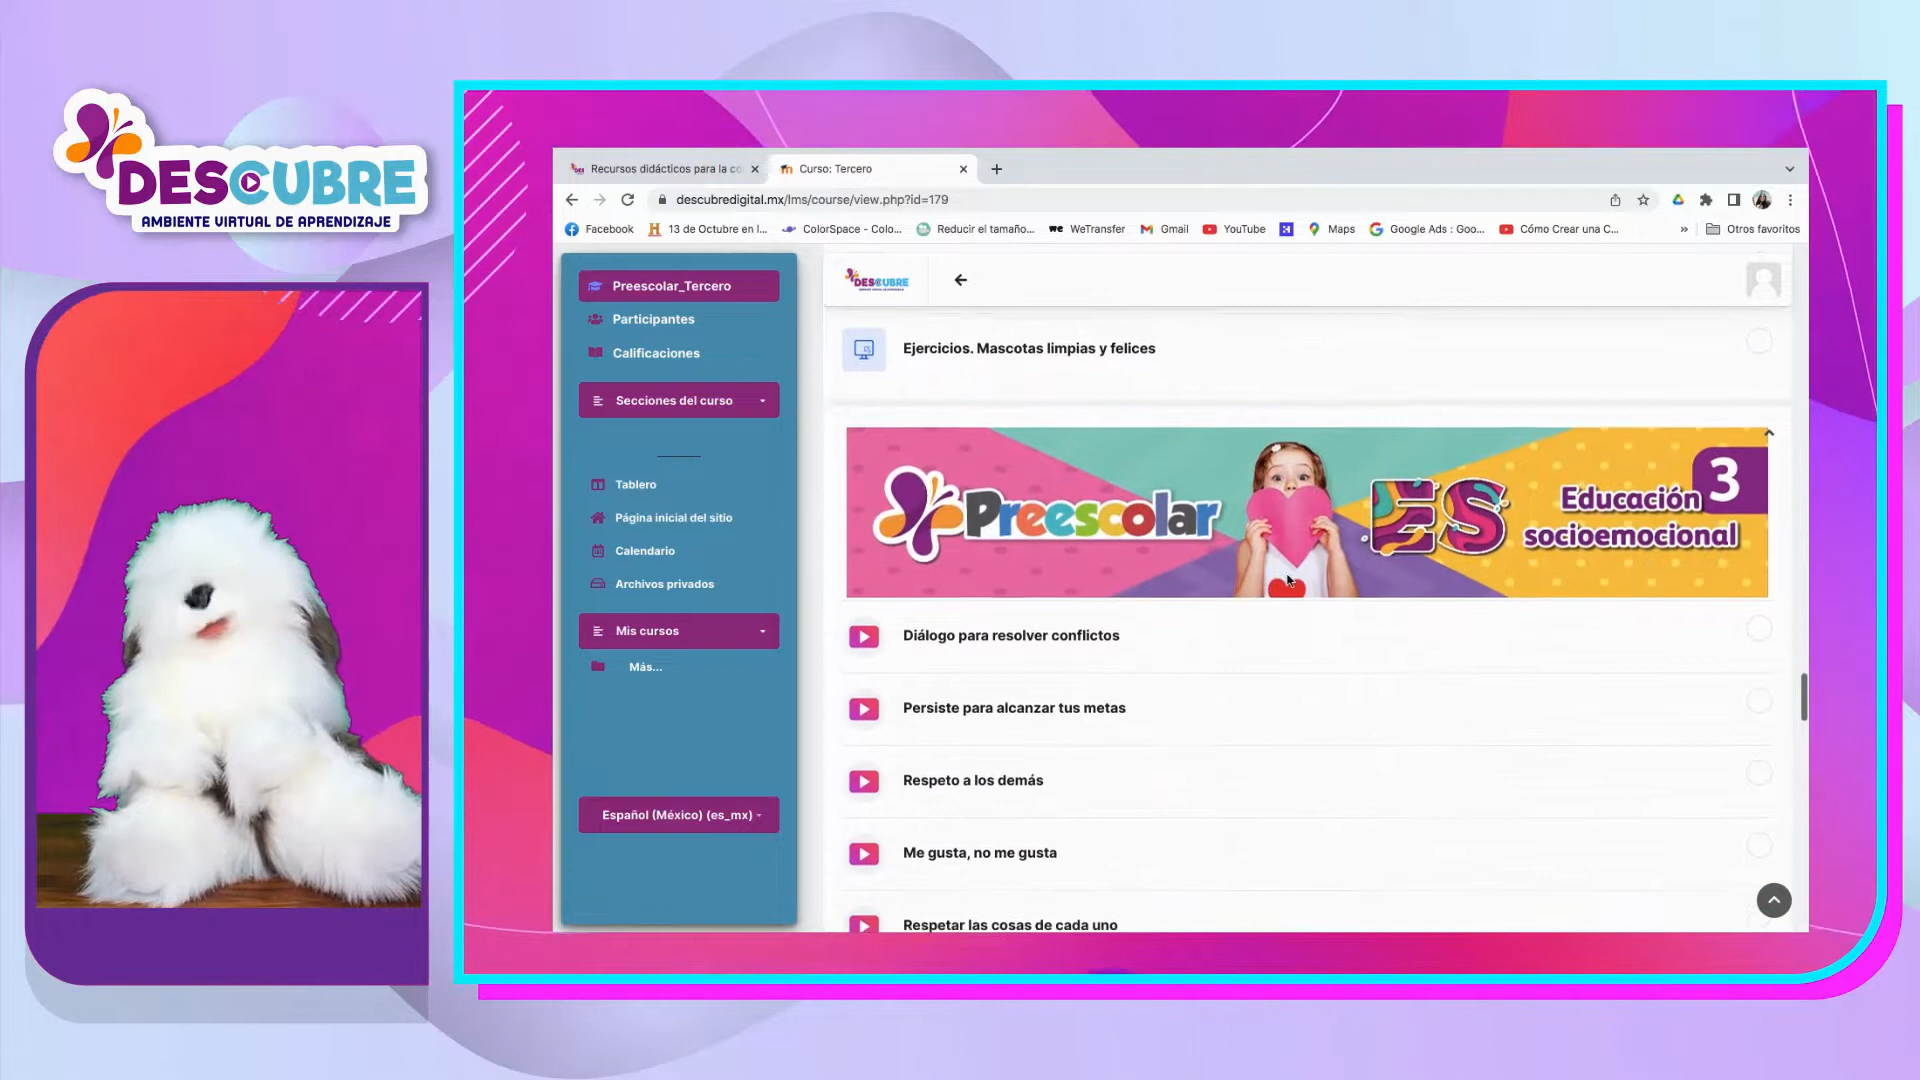 DESCUBRE
AMBIENTE VIRTUAL DE APRENDIZAJE
Recursos didácticos para la co
Curso: Tercero
descubredigital.mx/lms/course/view.php?id=179
Facebook
13 de Octubre en l...
ColorSpace - Colo...
Reducir el tamaño...
WeTransfer
Gmail
YouTube
Maps
Google Ads : Goo...
Cómo Crear una C...
»
Otros favoritos
Preescolar_Tercero
Participantes
Calificaciones
Secciones del curso
Tablero
Página inicial del sitio
Calendario
Archivos privados
Mis cursos
Más...
Español (México) (es_mx)
DESCUBRE
Ejercicios. Mascotas limpias y felices
Preescolar
ES
Educación
socioemocional
3
Diálogo para resolver conflictos
Persiste para alcanzar tus metas
Respeto a los demás
Me gusta, no me gusta
Respetar las cosas de cada uno